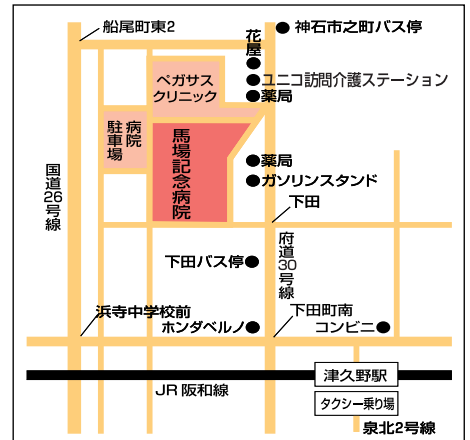 船尾町東2
神石市之町バス停
花屋
ペガサス
クリニック
ユニコ訪問介護ステーション
薬局
病院
駐車場
馬場記念病院
薬局
ガソリンスタンド
国道26号線
下田
下田バス停
府道30号線
浜寺中学校前
ホンダベルノ
下田町南
コンビニ
JR阪和線
津久野駅
タクシー乗り場
泉北2号線